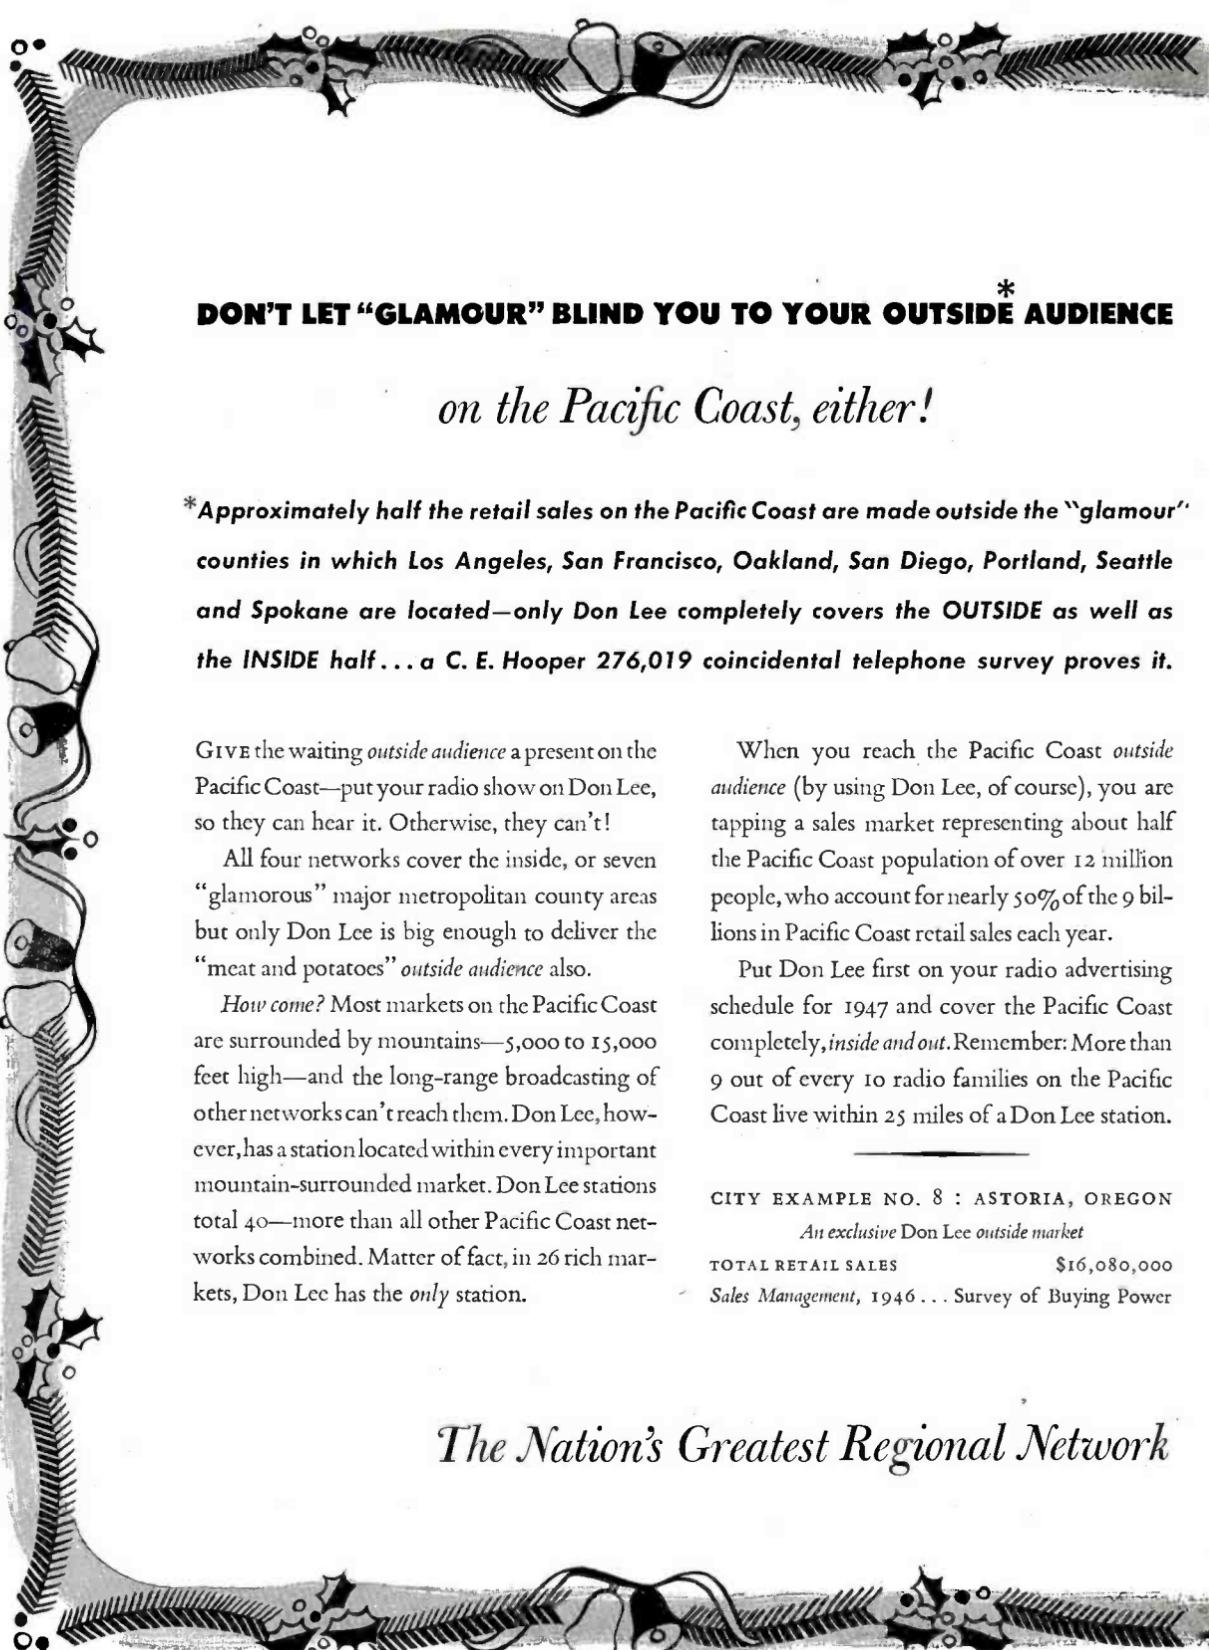 *
DON'T LET “GLAMOUR” BLIND YOU TO YOUR OUTSIDE AUDIENCE
on the Pacific Coast, either!
*Approximately half the retail sales on the Pacific Coast are made outside the “glamour”
counties in which Los Angeles, San Francisco, Oakland, San Diego, Portland, Seattle
and Spokane are located—only Don Lee completely covers the OUTSIDE as well as
the INSIDE half...a C. E. Hooper 276,019 coincidental telephone survey proves it.
GIVE the waiting outside audience a present on the
Pacific Coast—put your radio show on Don Lee,
so they can hear it. Otherwise, they can't!
All four networks cover the inside, or seven
“glamorous” major metropolitan county areas
but only Don Lee is big enough to deliver the
“meat and potatoes” outside audience also.
How come? Most markets on the Pacific Coast
are surrounded by mountains—5,000 to 15,000
feet high—and the long-range broadcasting of
other networks can't reach them. Don Lee, how-
ever, has a station located within every important
mountain-surrounded market. Don Lee stations
total 40—more than all other Pacific Coast net-
works combined. Matter of fact, in 26 rich mar-
kets, Don Lee has the only station.
When you reach the Pacific Coast outside
audience (by using Don Lee, of course), you are
tapping a sales market representing about half
the Pacific Coast population of over 12 million
people, who account for nearly 50% of the 9 bil-
lions in Pacific Coast retail sales each year.
Put Don Lee first on your radio advertising
schedule for 1947 and cover the Pacific Coast
completely, inside and out. Remember: More than
9 out of every 10 radio families on the Pacific
Coast live within 25 miles of a Don Lee station.
CITY EXAMPLE NO. 8 : ASTORIA, OREGON
An exclusive Don Lee outside market
TOTAL RETAIL SALES $16,080,000
Sales Management, 1946... Survey of Buying Power
The Nation's Greatest Regional Network